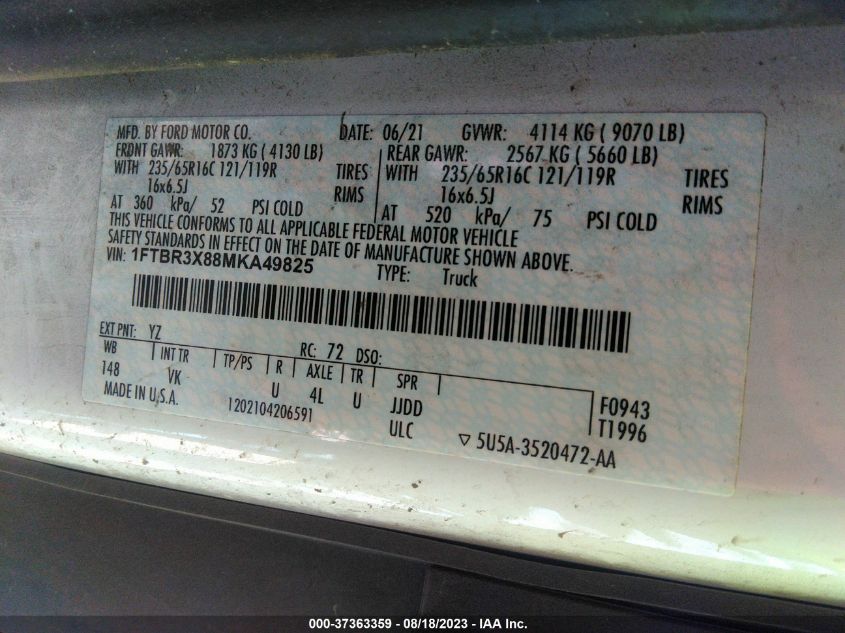 MFD. BY FORD MOTOR CO. DATE: 06/21 GVWR: 4114 KG ( 9070 LB)
FRONT GAWR: 1873 KG ( 4130 LB) REAR GAWR: 2567 KG ( 5660 LB)
WITH 235/65R16C 121/119R TIRES WITH 235/65R16C 121/119R TIRES
16x6.5J RIMS 16x6.5J RIMS
AT 360 kPa/ 52 PSI COLD AT 520 kPa/ 75 PSI COLD
THIS VEHICLE CONFORMS TO ALL APPLICABLE FEDERAL MOTOR VEHICLE
SAFETY STANDARDS IN EFFECT ON THE DATE OF MANUFACTURE SHOWN ABOVE.
VIN: 1FTBR3X88MKA49825 TYPE: Truck
EXT PNT: YZ RC: 72 DSO:
WB INT TR TP/PS R AXLE TR SPR
148 VK U 4L U JJDD F0943
MADE IN U.S.A. 1202104206591 ULC T1996
▽ 5U5A-3520472-AA
000-37363359 - 08/18/2023 - IAA Inc.